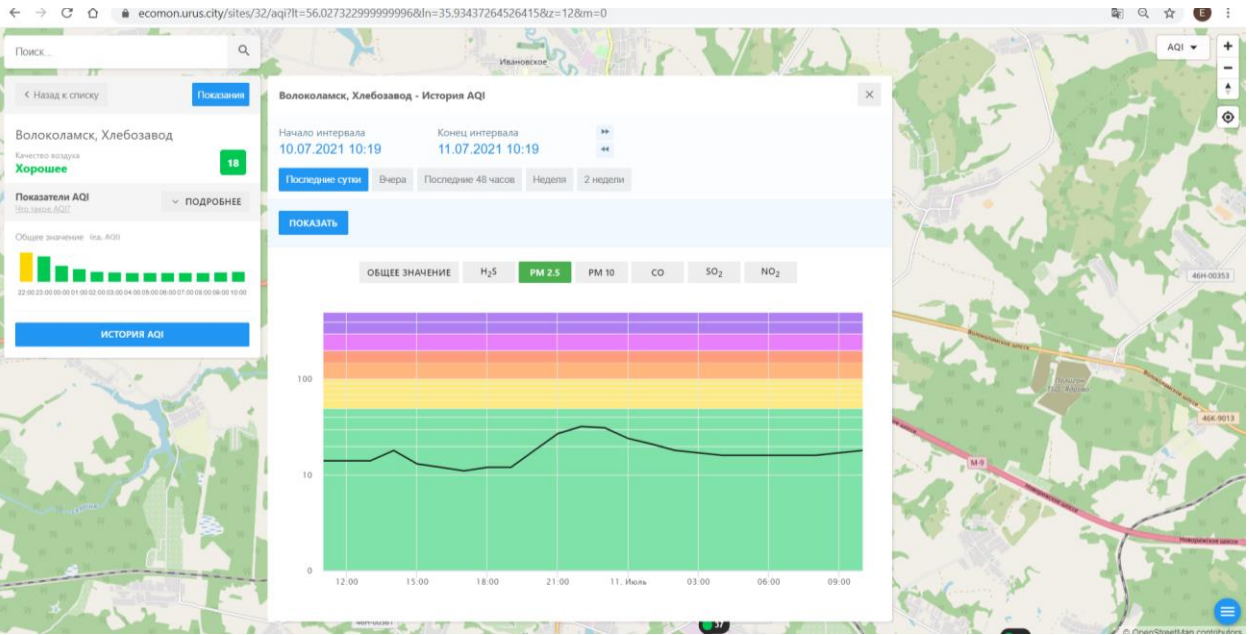 ecomon.urus.city/sites/32/aqi?lt=56.027322999999996&ln=35.93437264526415&z=12&m=0
E
Поиск...
< Назад к списку
Показания
Волоколамск, Хлебозавод
Качество воздуха
Хорошее
18
Показатели AQI
Что такое AQI?
ПОДРОБНЕЕ
Общее значение (ед. AQI)
22:00 23:00 00:00 01:00 02:00 03:00 04:00 05:00 06:00 07:00 08:00 09:00 10:00
ИСТОРИЯ AQI
Ивановское
Волоколамск, Хлебозавод - История AQI
Начало интервала
Конец интервала
10.07.2021 10:19
11.07.2021 10:19
Последние сутки
Вчера
Последние 48 часов
Неделя
2 недели
ПОКАЗАТЬ
ОБЩЕЕ ЗНАЧЕНИЕ
H₂S
PM 2.5
PM 10
CO
SO₂
NO₂
100
10
0
12:00 15:00 18:00 21:00 11. Июль 03:00 06:00 09:00
AQI
46Н-00353
Волоколамское шоссе
46К-9013
М-9
Новорижское шоссе
37
© OpenStreetMap contributors